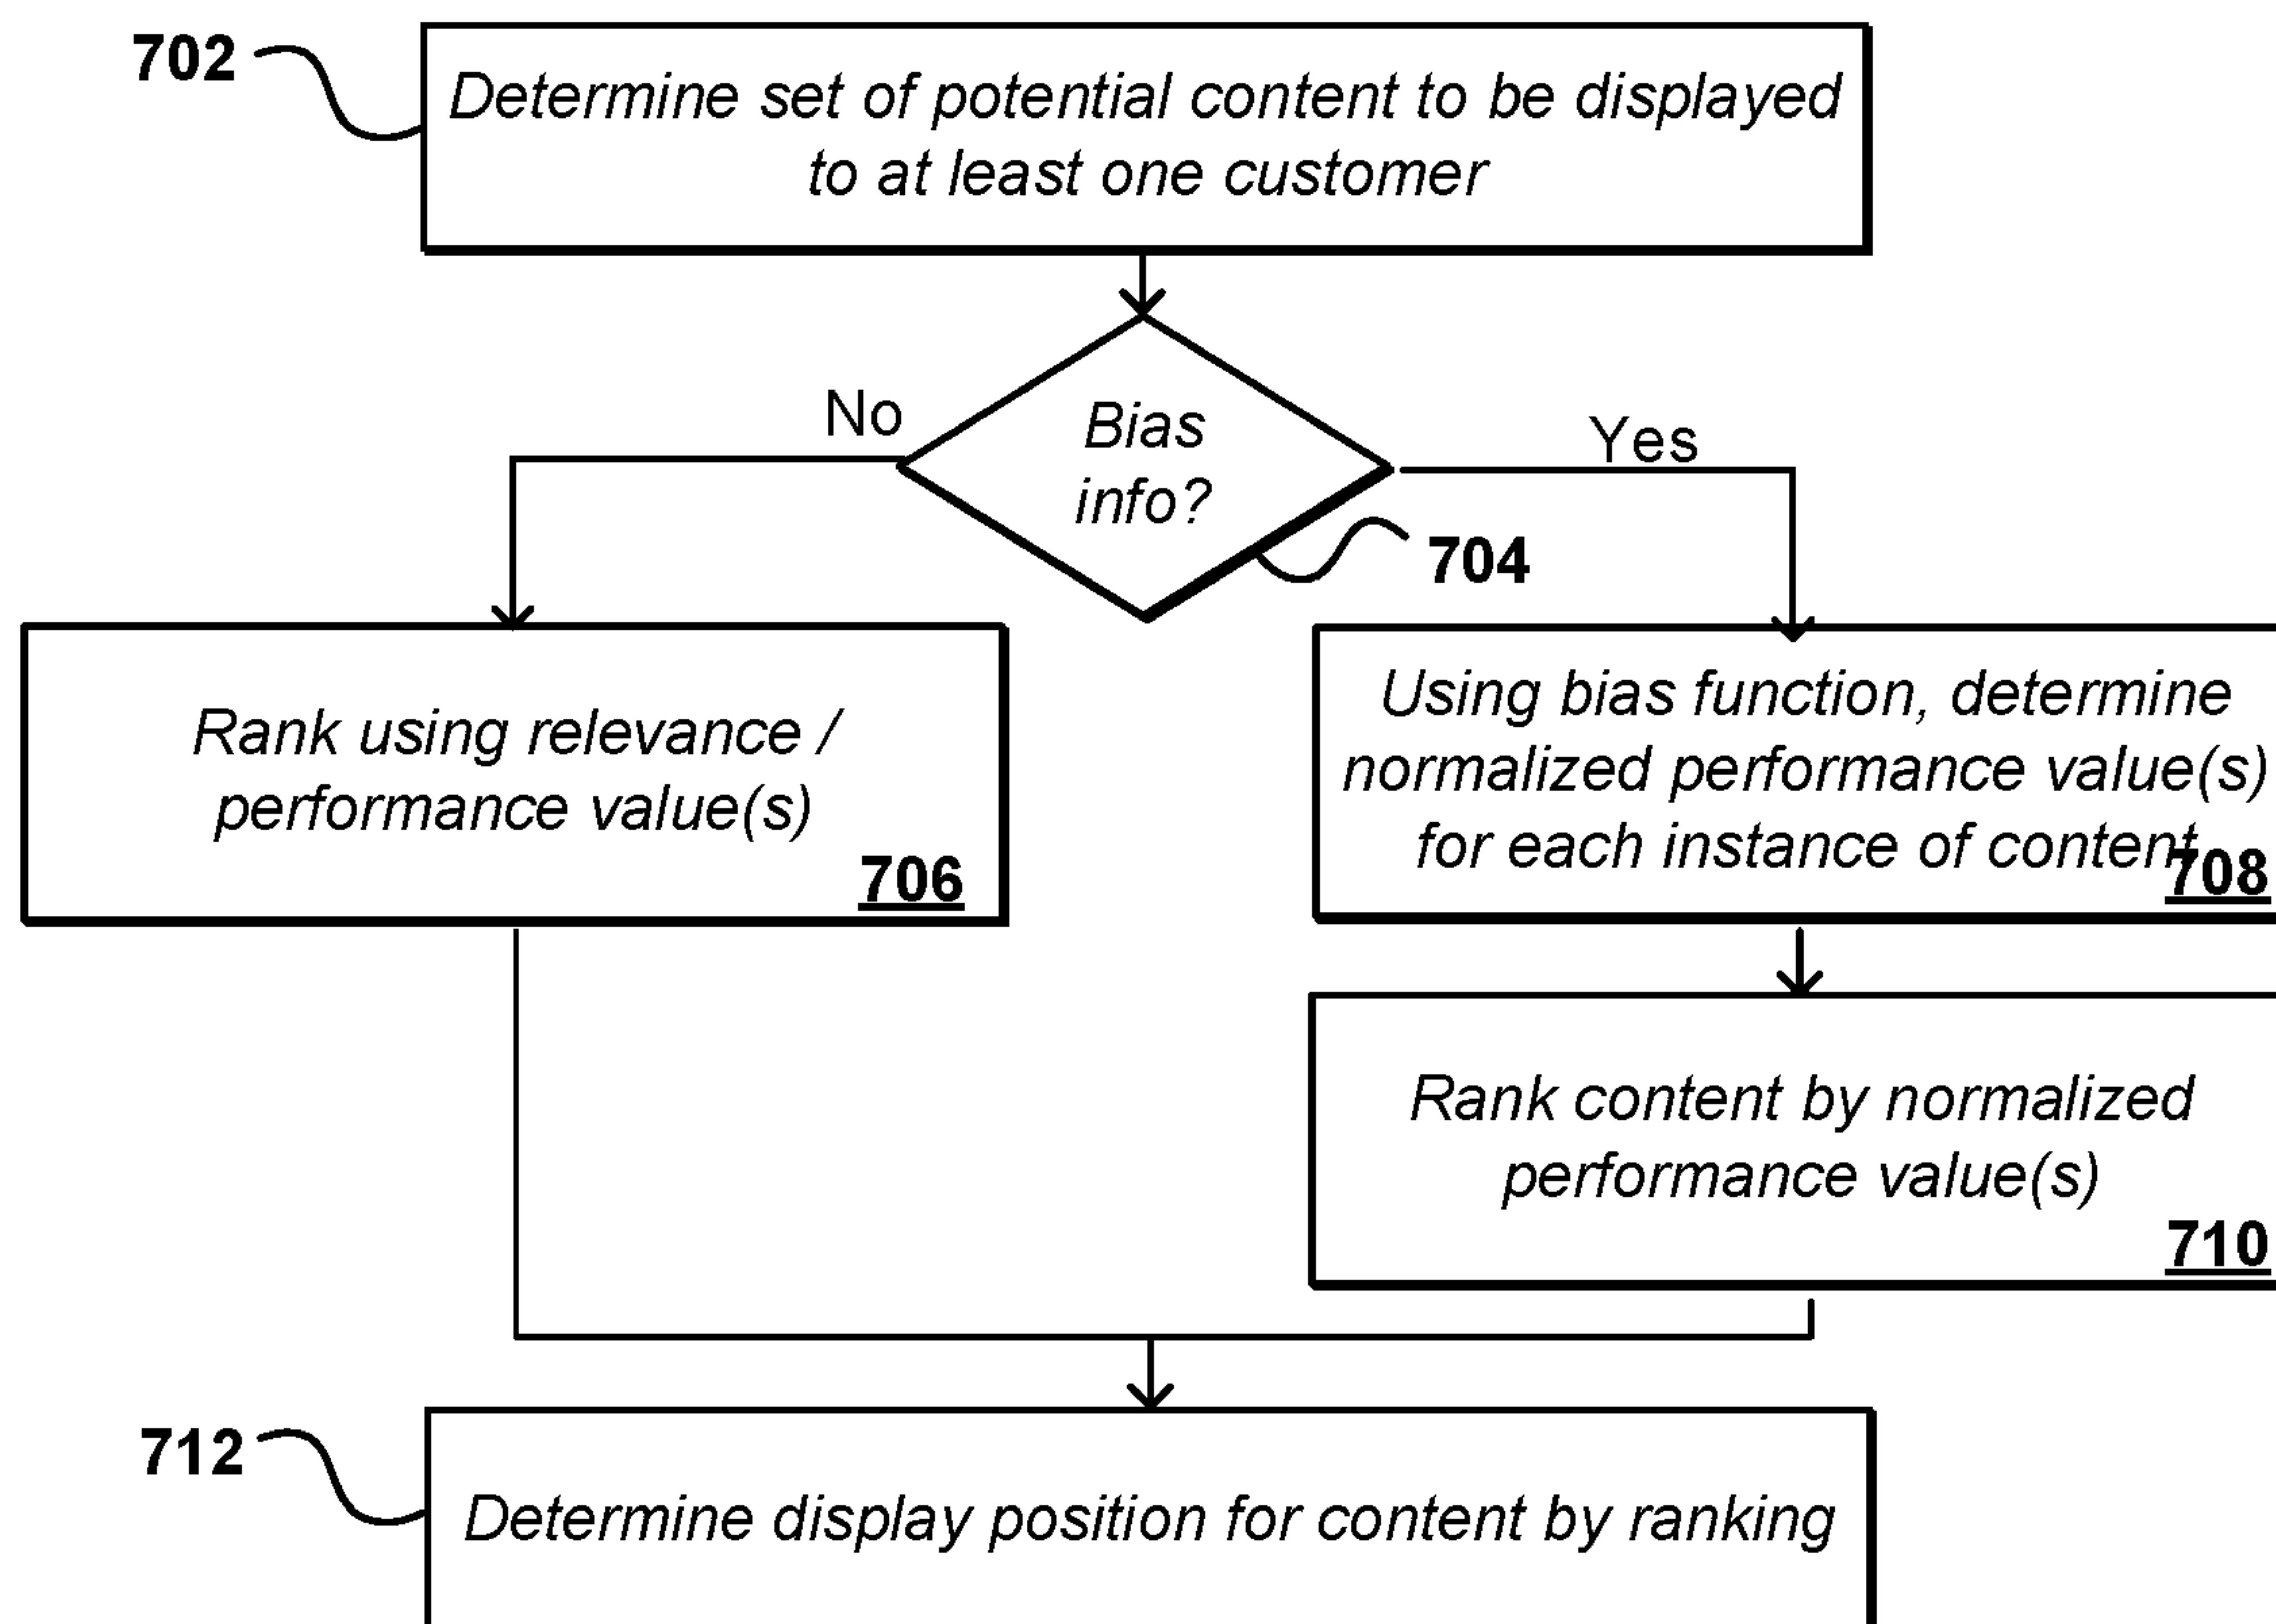 702
Determine set of potential content to be displayed
to at least one customer
No
Bias
info?
Yes
704
Rank using relevance /
performance value(s)
706
Using bias function, determine
normalized performance value(s)
for each instance of content
708
Rank content by normalized
performance value(s)
710
712
Determine display position for content by ranking